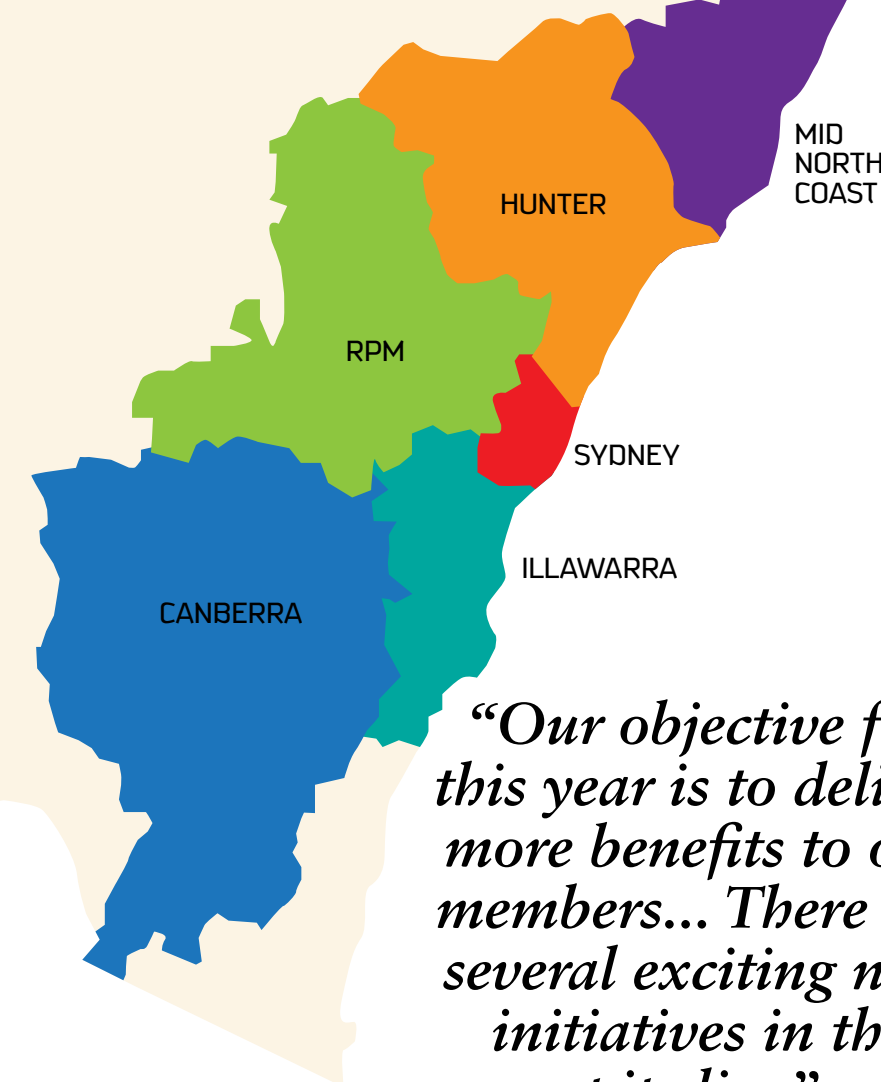 MID
NORTH
COAST
HUNTER
RPM
SYDNEY
ILLAWARRA
CANBERRA
“Our objective f
this year is to deli
more benefits to o
members... There
several exciting n
initiatives in th